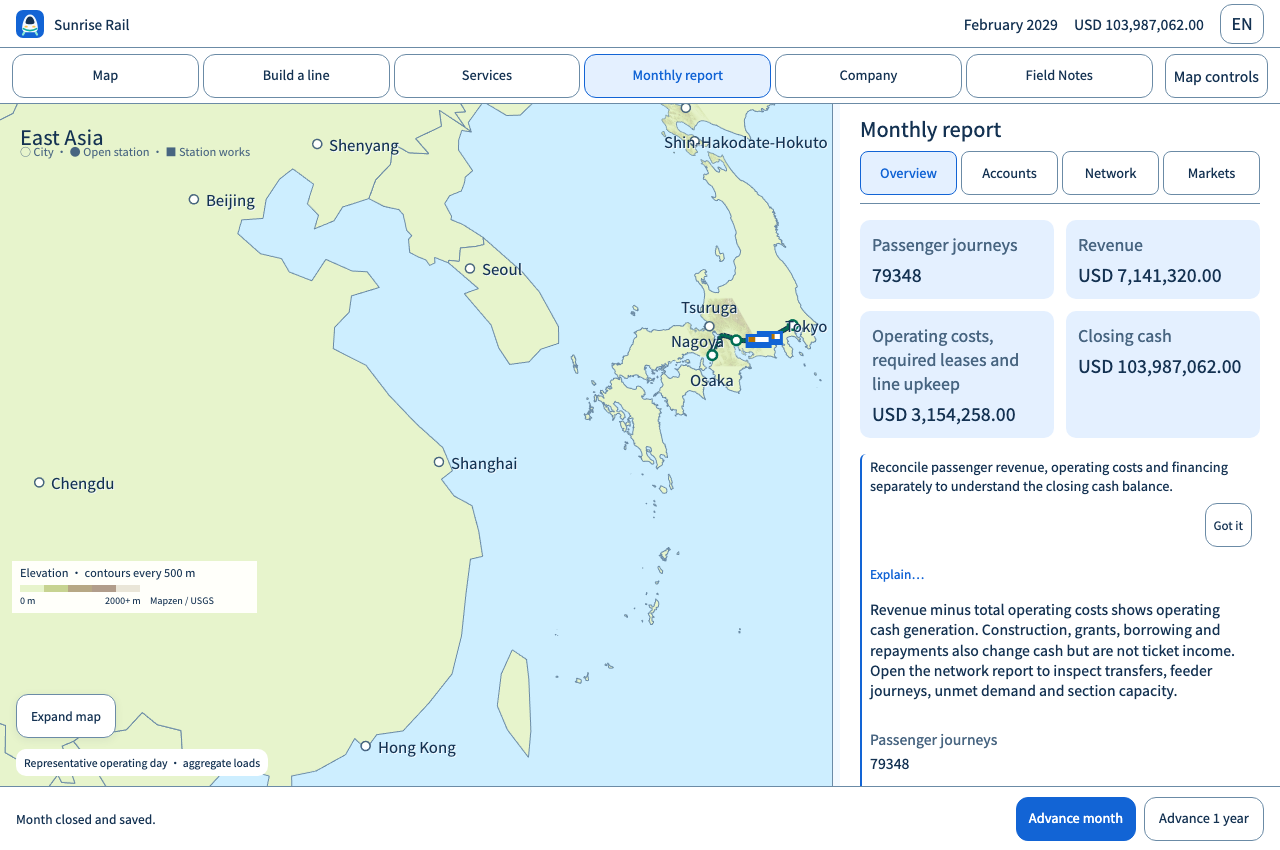 Sunrise Rail
February 2029
USD 103,987,062.00
EN
Map
Build a line
Services
Monthly report
Company
Field Notes
Map controls
East Asia
City • Open station • Station works
Shenyang
Beijing
Seoul
Shin-Hakodate-Hokuto
Tsuruga
Tokyo
Nagoya
Osaka
Shanghai
Chengdu
Hong Kong
Elevation • contours every 500 m
0 m
2000+ m
Mapzen / USGS
Expand map
Representative operating day • aggregate loads
Monthly report
Overview
Accounts
Network
Markets
Passenger journeys
79348
Revenue
USD 7,141,320.00
Operating costs,
required leases and
line upkeep
USD 3,154,258.00
Closing cash
USD 103,987,062.00
Reconcile passenger revenue, operating costs and financing
separately to understand the closing cash balance.
Got it
Explain…
Revenue minus total operating costs shows operating
cash generation. Construction, grants, borrowing and
repayments also change cash but are not ticket income.
Open the network report to inspect transfers, feeder
journeys, unmet demand and section capacity.
Passenger journeys
79348
Month closed and saved.
Advance month
Advance 1 year